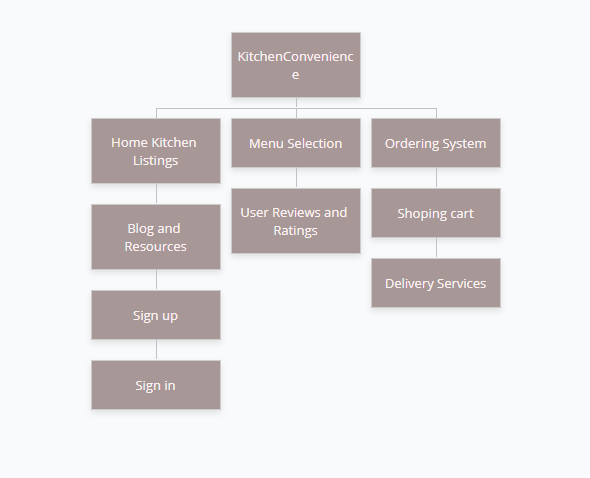 KitchenConvenienc
e
Home Kitchen
Listings
Menu Selection
Ordering System
Blog and
Resources
User Reviews and
Ratings
Shoping cart
Sign up
Delivery Services
Sign in